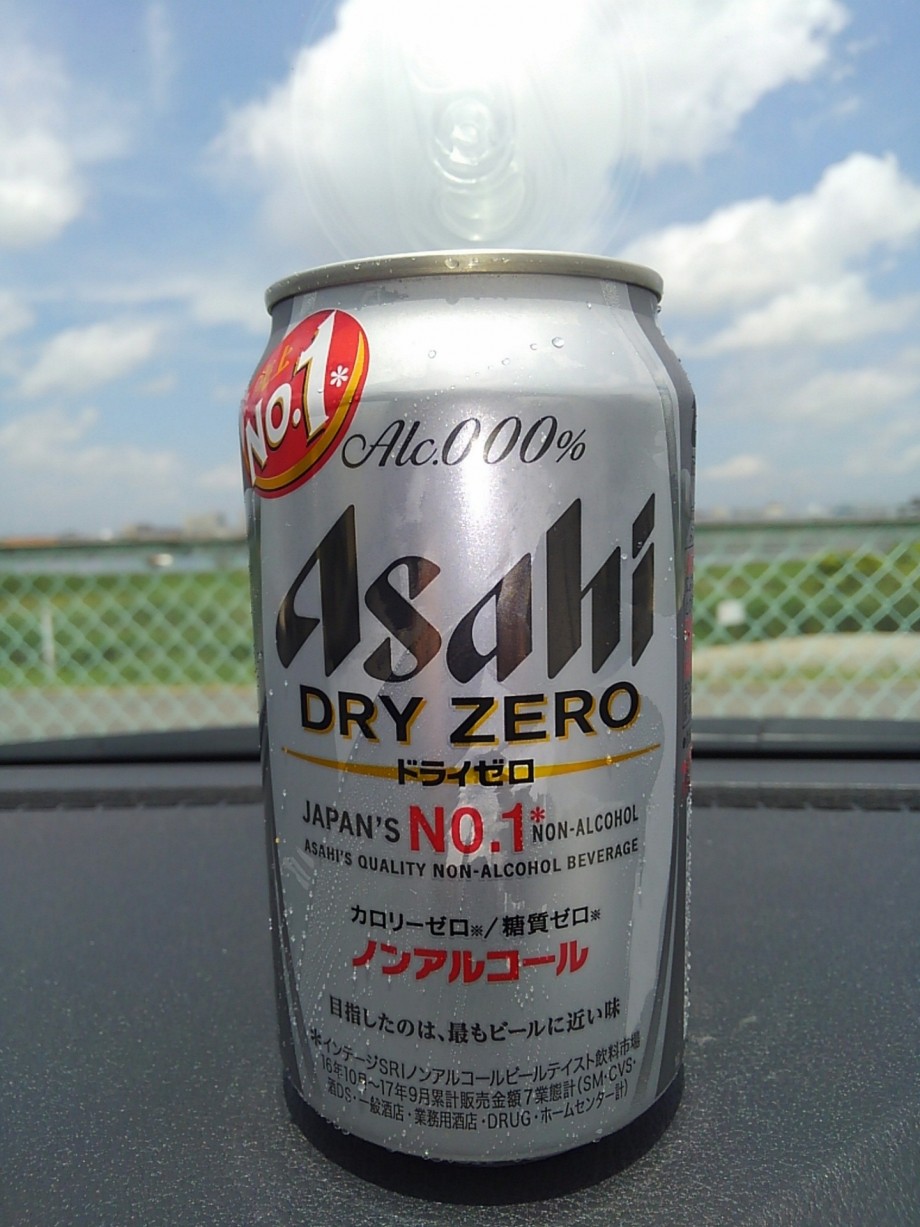 売上
No.1*
Alc.0.00%
Asahi
DRY ZERO
ドライゼロ
JAPAN'S NO.1* NON-ALCOHOL
ASAHI'S QUALITY NON-ALCOHOL BEVERAGE
カロリーゼロ※/糖質ゼロ※
ノンアルコール
目指したのは、最もビールに近い味
*インテージSRIノンアルコールビールテイスト飲料市場
16年10月〜17年9月累計販売金額7業態計(SM・CVS・
酒DS・一般酒店・業務用酒店・DRUG・ホームセンター計)